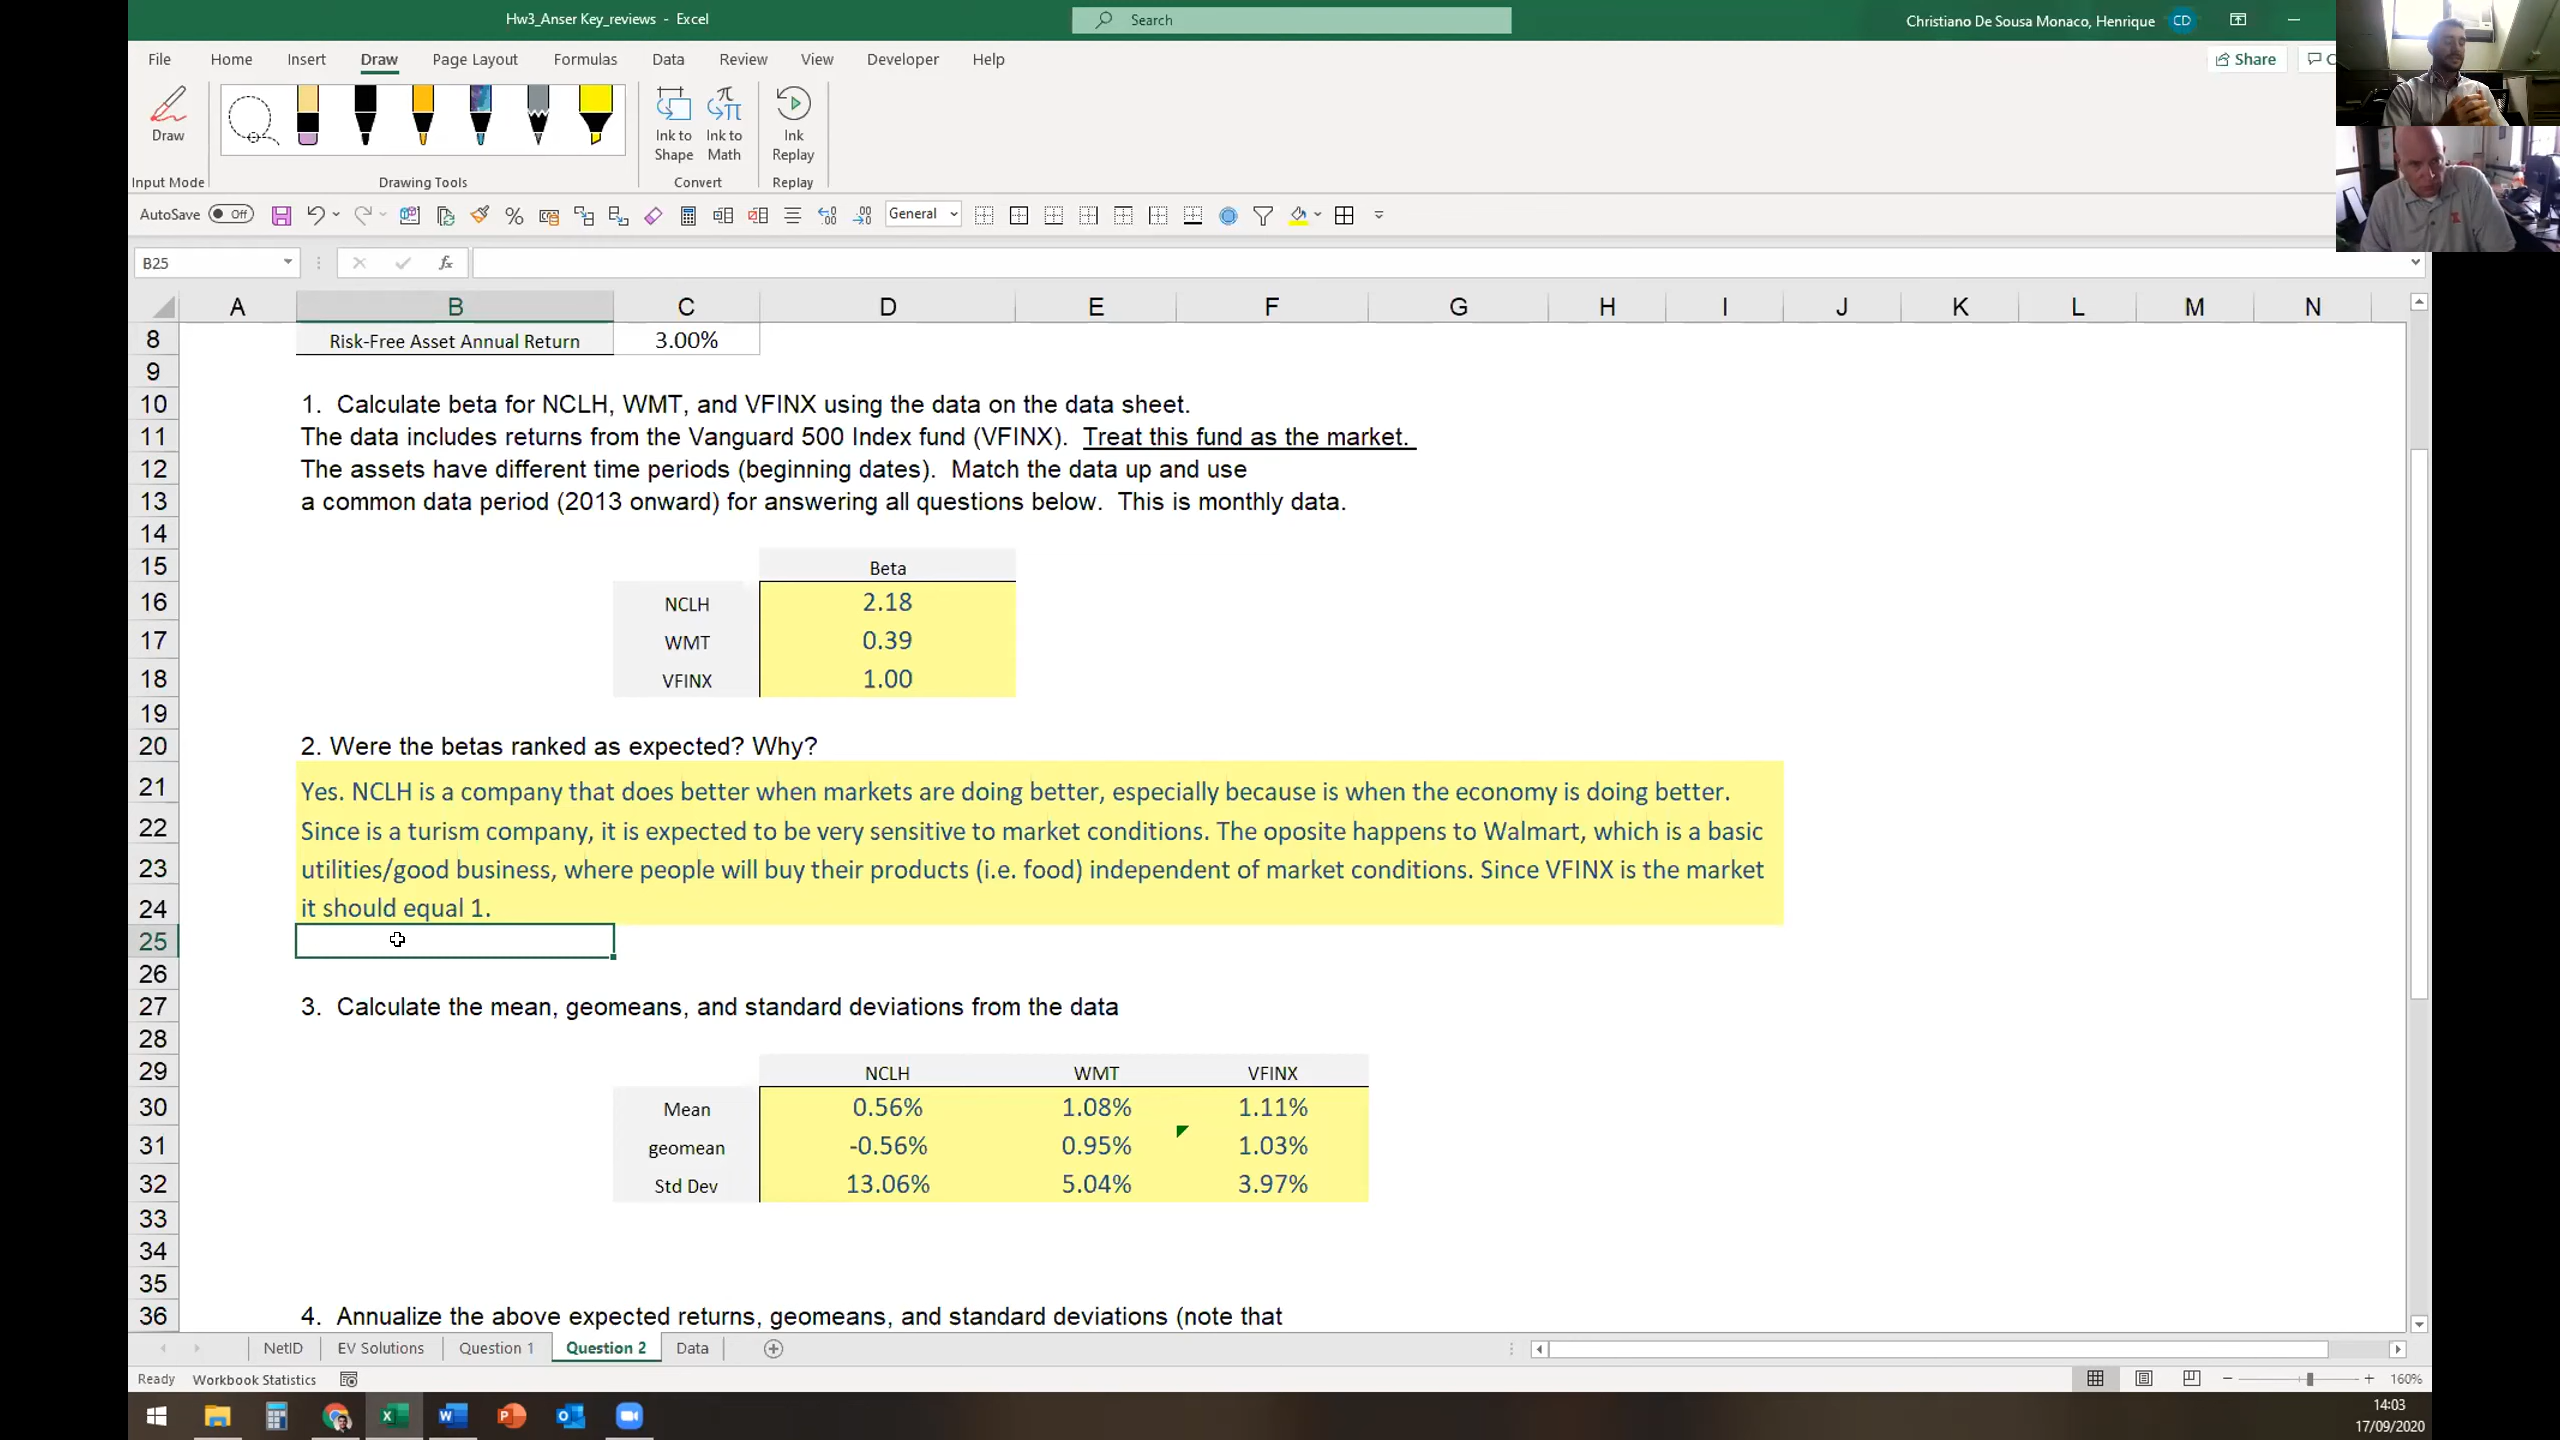 Hw3_Anser Key_reviews - Excel
Search
Christiano De Sousa Monaco, Henrique CD
File Home Insert Draw Page Layout Formulas Data Review View Developer Help
Share
Draw
Ink to Shape
Ink to Math
Ink Replay
Input Mode Drawing Tools Convert Replay
AutoSave Off
General
B25
fx
A B C D E F G H I J K L M N
8 Risk-Free Asset Annual Return 3.00%
9
10 1. Calculate beta for NCLH, WMT, and VFINX using the data on the data sheet.
11 The data includes returns from the Vanguard 500 Index fund (VFINX). Treat this fund as the market.
12 The assets have different time periods (beginning dates). Match the data up and use
13 a common data period (2013 onward) for answering all questions below. This is monthly data.
14
15 Beta
16 NCLH 2.18
17 WMT 0.39
18 VFINX 1.00
19
20 2. Were the betas ranked as expected? Why?
21 Yes. NCLH is a company that does better when markets are doing better, especially because is when the economy is doing better.
22 Since is a turism company, it is expected to be very sensitive to market conditions. The oposite happens to Walmart, which is a basic
23 utilities/good business, where people will buy their products (i.e. food) independent of market conditions. Since VFINX is the market
24 it should equal 1.
25
26
27 3. Calculate the mean, geomeans, and standard deviations from the data
28
29 NCLH WMT VFINX
30 Mean 0.56% 1.08% 1.11%
31 geomean -0.56% 0.95% 1.03%
32 Std Dev 13.06% 5.04% 3.97%
33
34
35
36 4. Annualize the above expected returns, geomeans, and standard deviations (note that
NetID EV Solutions Question 1 Question 2 Data
Ready Workbook Statistics
160%
14:03
17/09/2020